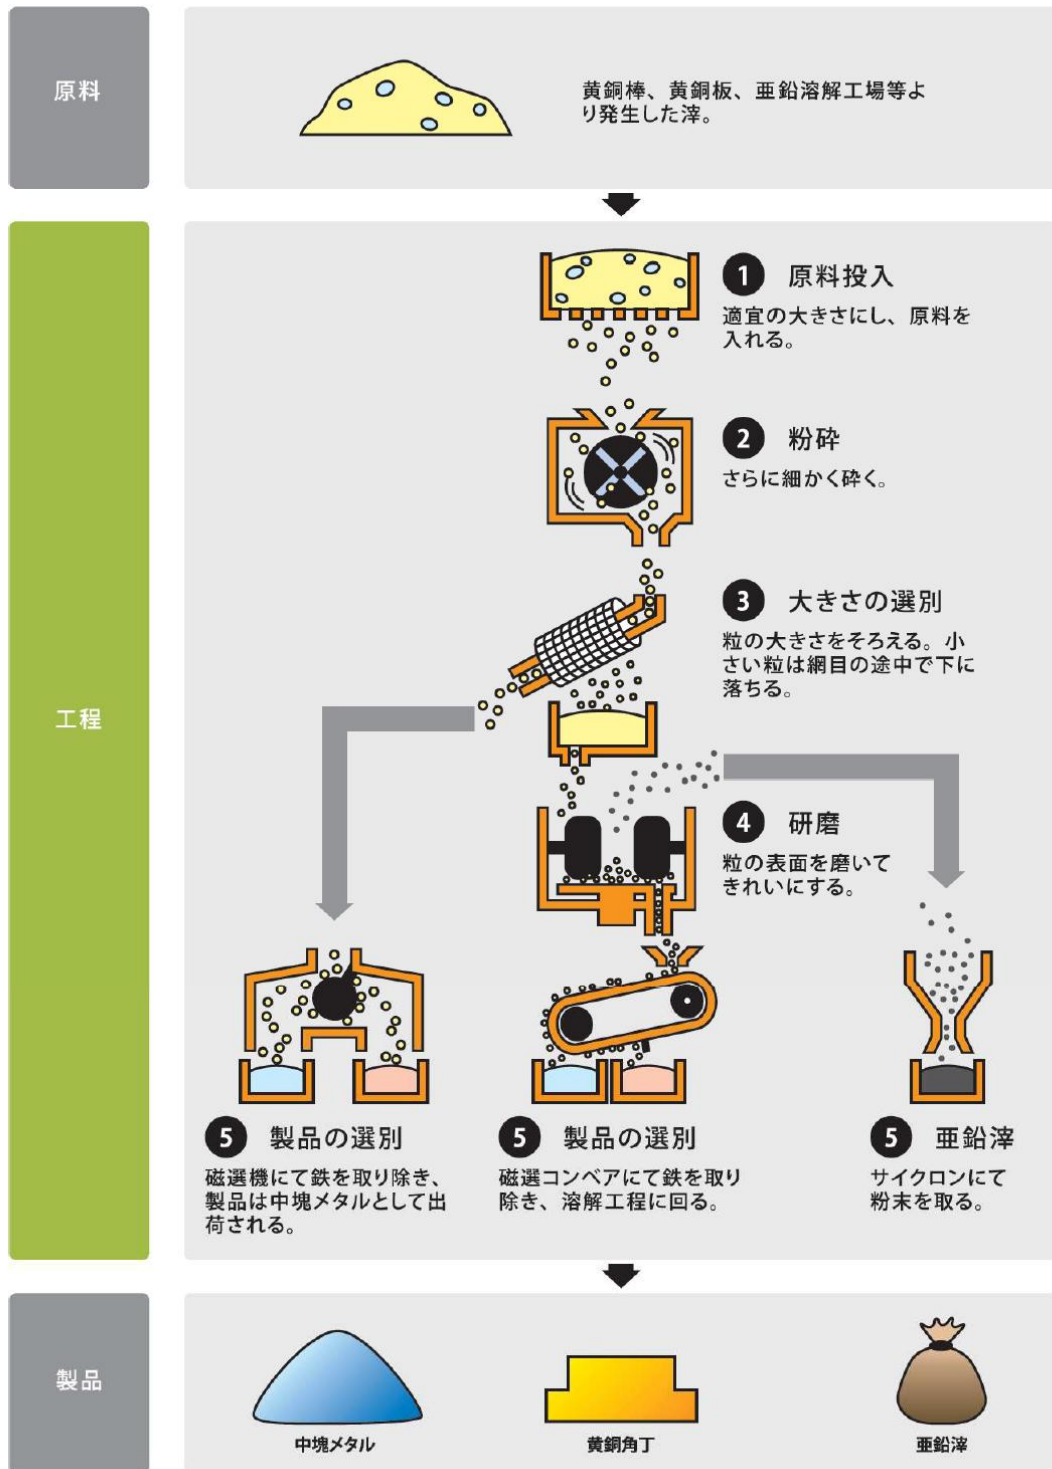 原料
黄銅棒、黄銅板、亜鉛溶解工場等よ
り発生した滓。
工程
1 原料投入
適宜の大きさにし、原料を
入れる。
2 粉砕
さらに細かく砕く。
3 大きさの選別
粒の大きさをそろえる。小
さい粒は網目の途中で下に
落ちる。
4 研磨
粒の表面を磨いて
きれいにする。
5 製品の選別
磁選機にて鉄を取り除き、
製品は中塊メタルとして出
荷される。
5 製品の選別
磁選コンベアにて鉄を取り
除き、溶解工程に回る。
5 亜鉛滓
サイクロンにて
粉末を取る。
製品
中塊メタル
黄銅角丁
亜鉛滓